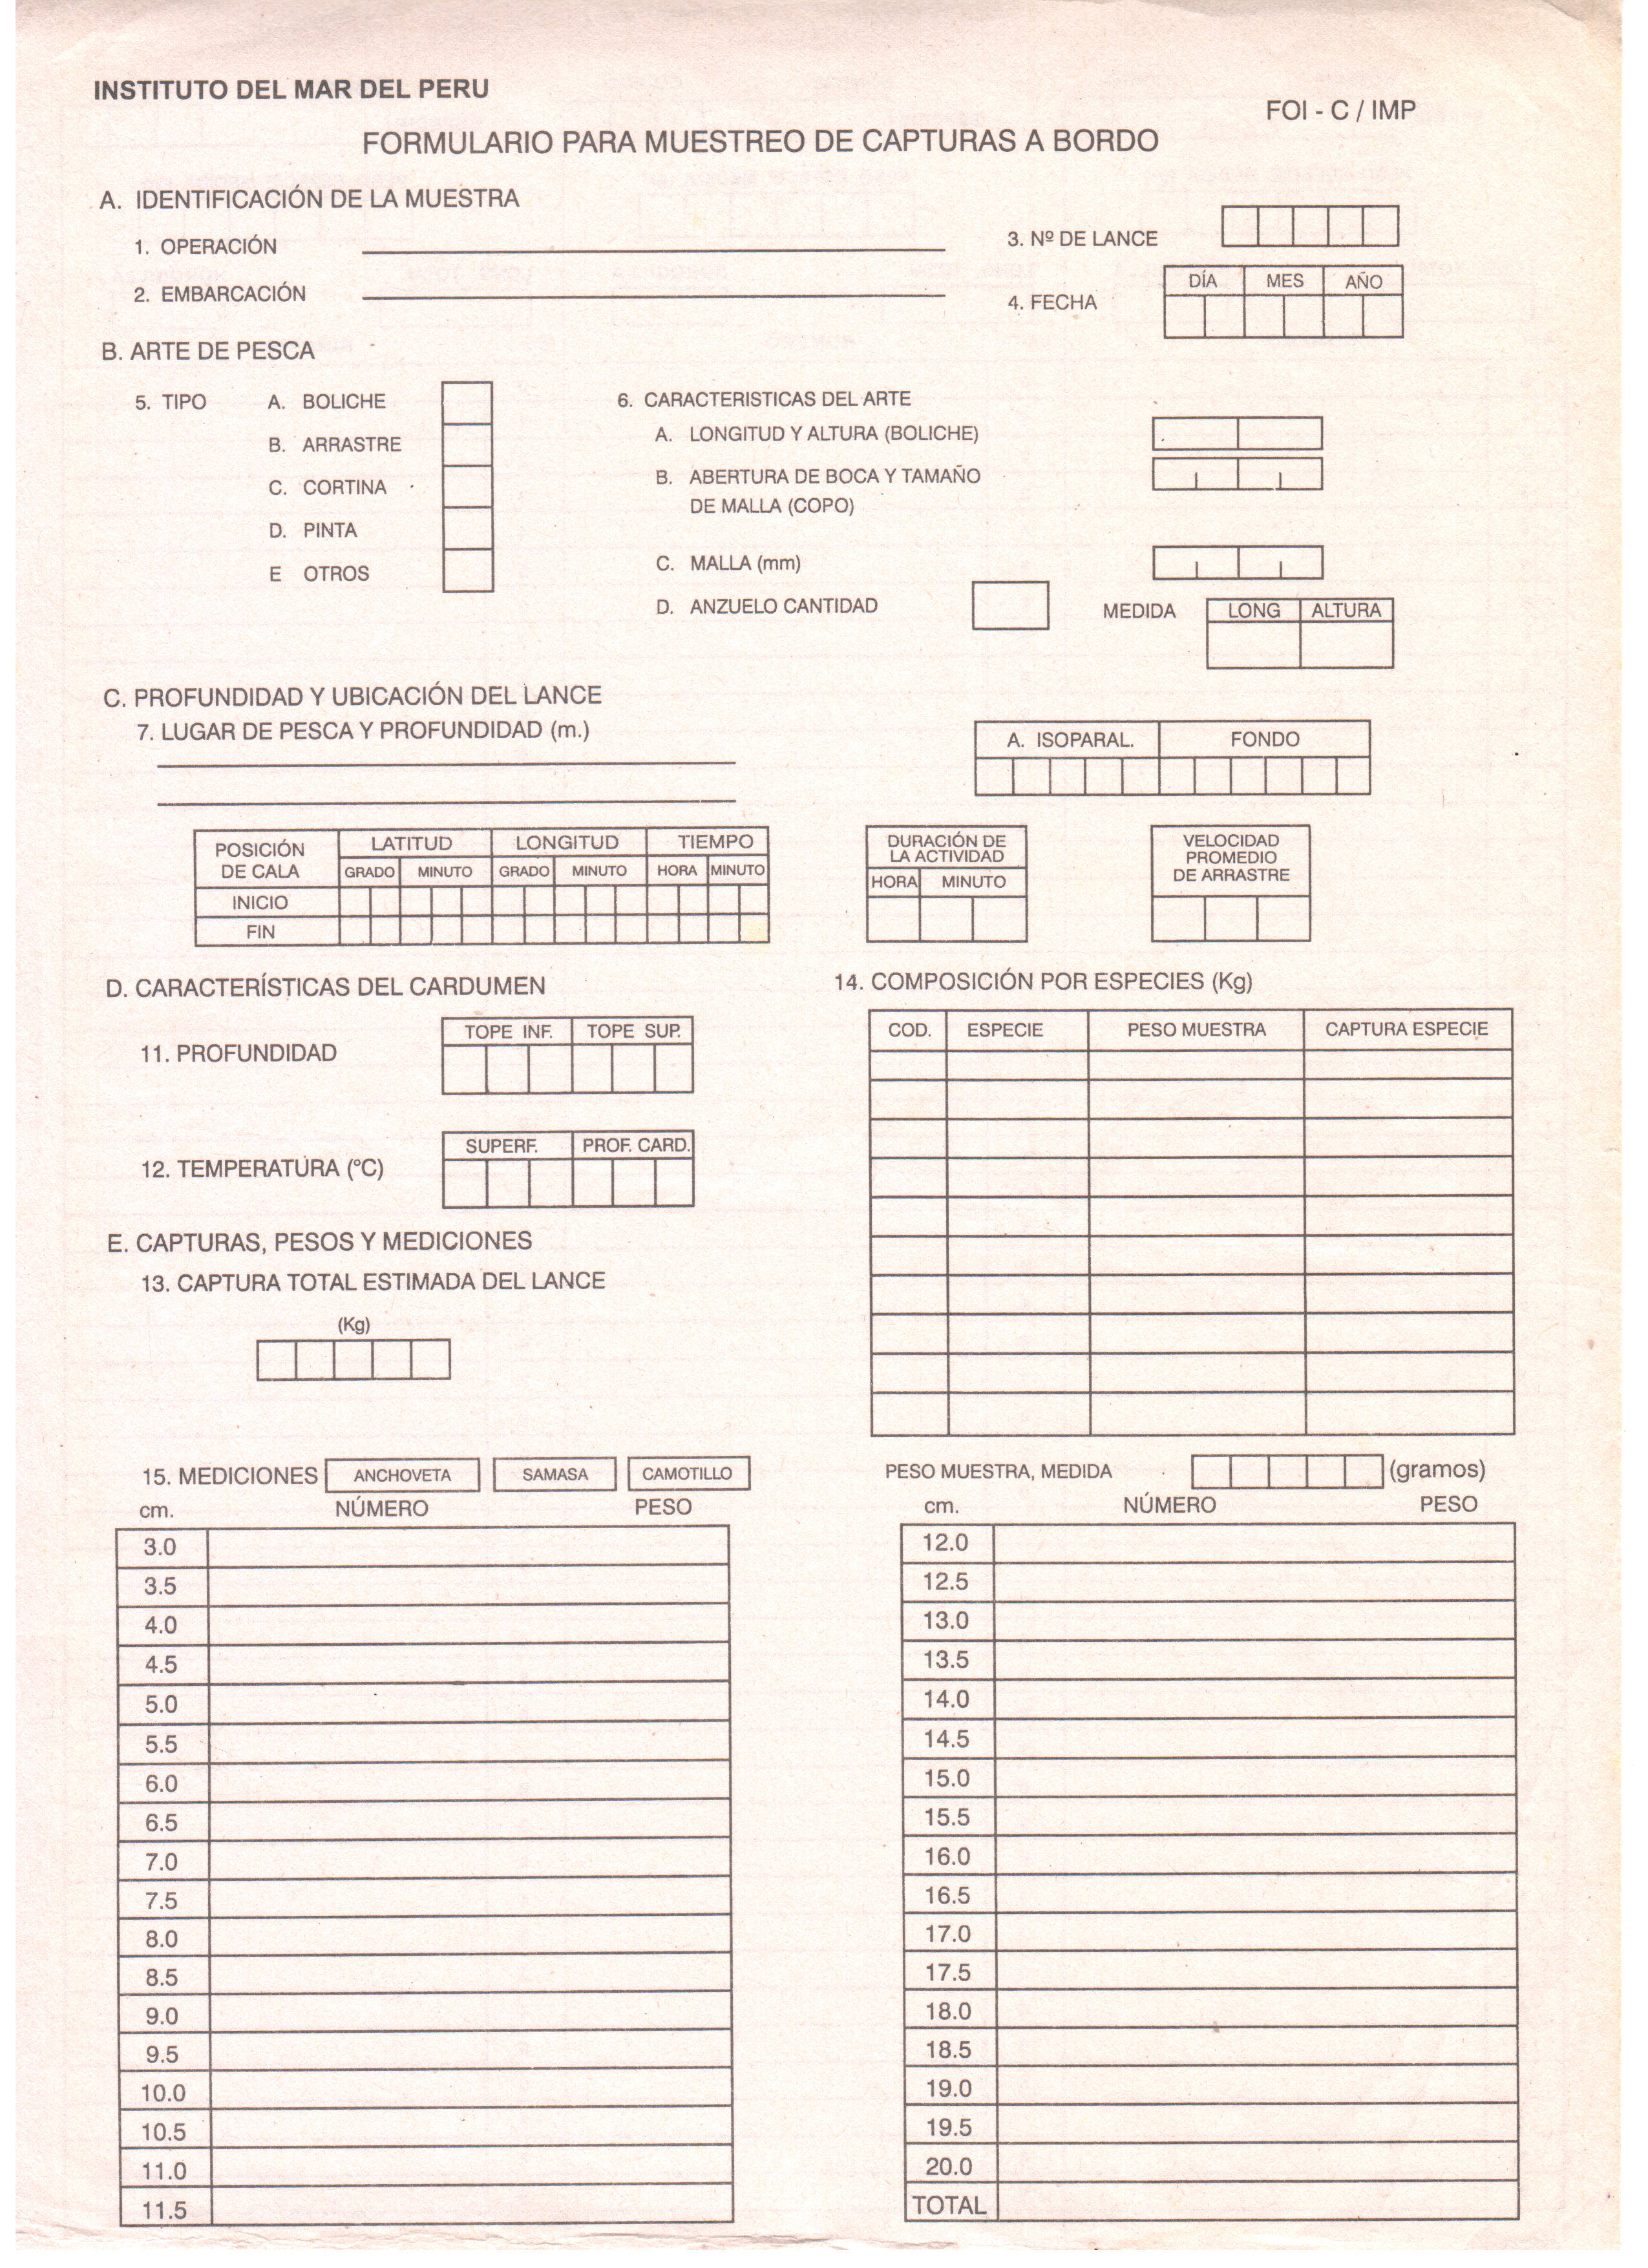 INSTITUTO DEL MAR DEL PERU
FOI - C / IMP
FORMULARIO PARA MUESTREO DE CAPTURAS A BORDO
A. IDENTIFICACIÓN DE LA MUESTRA
1. OPERACIÓN
2. EMBARCACIÓN
3. Nº DE LANCE
4. FECHA
DÍA MES AÑO
B. ARTE DE PESCA
5. TIPO
A. BOLICHE
B. ARRASTRE
C. CORTINA
D. PINTA
E OTROS
6. CARACTERISTICAS DEL ARTE
A. LONGITUD Y ALTURA (BOLICHE)
B. ABERTURA DE BOCA Y TAMAÑO
DE MALLA (COPO)
C. MALLA (mm)
D. ANZUELO CANTIDAD
MEDIDA
LONG ALTURA
C. PROFUNDIDAD Y UBICACIÓN DEL LANCE
7. LUGAR DE PESCA Y PROFUNDIDAD (m.)
A. ISOPARAL. FONDO
POSICIÓN
DE CALA
LATITUD LONGITUD TIEMPO
GRADO MINUTO GRADO MINUTO HORA MINUTO
INICIO
FIN
DURACIÓN DE
LA ACTIVIDAD
HORA MINUTO
VELOCIDAD
PROMEDIO
DE ARRASTRE
D. CARACTERÍSTICAS DEL CARDUMEN
11. PROFUNDIDAD
TOPE INF. TOPE SUP.
12. TEMPERATURA (ºC)
SUPERF. PROF. CARD.
E. CAPTURAS, PESOS Y MEDICIONES
13. CAPTURA TOTAL ESTIMADA DEL LANCE
(Kg)
14. COMPOSICIÓN POR ESPECIES (Kg)
COD. ESPECIE PESO MUESTRA CAPTURA ESPECIE
15. MEDICIONES ANCHOVETA SAMASA CAMOTILLO
cm. NÚMERO PESO
3.0
3.5
4.0
4.5
5.0
5.5
6.0
6.5
7.0
7.5
8.0
8.5
9.0
9.5
10.0
10.5
11.0
11.5
PESO MUESTRA, MEDIDA (gramos)
cm. NÚMERO PESO
12.0
12.5
13.0
13.5
14.0
14.5
15.0
15.5
16.0
16.5
17.0
17.5
18.0
18.5
19.0
19.5
20.0
TOTAL